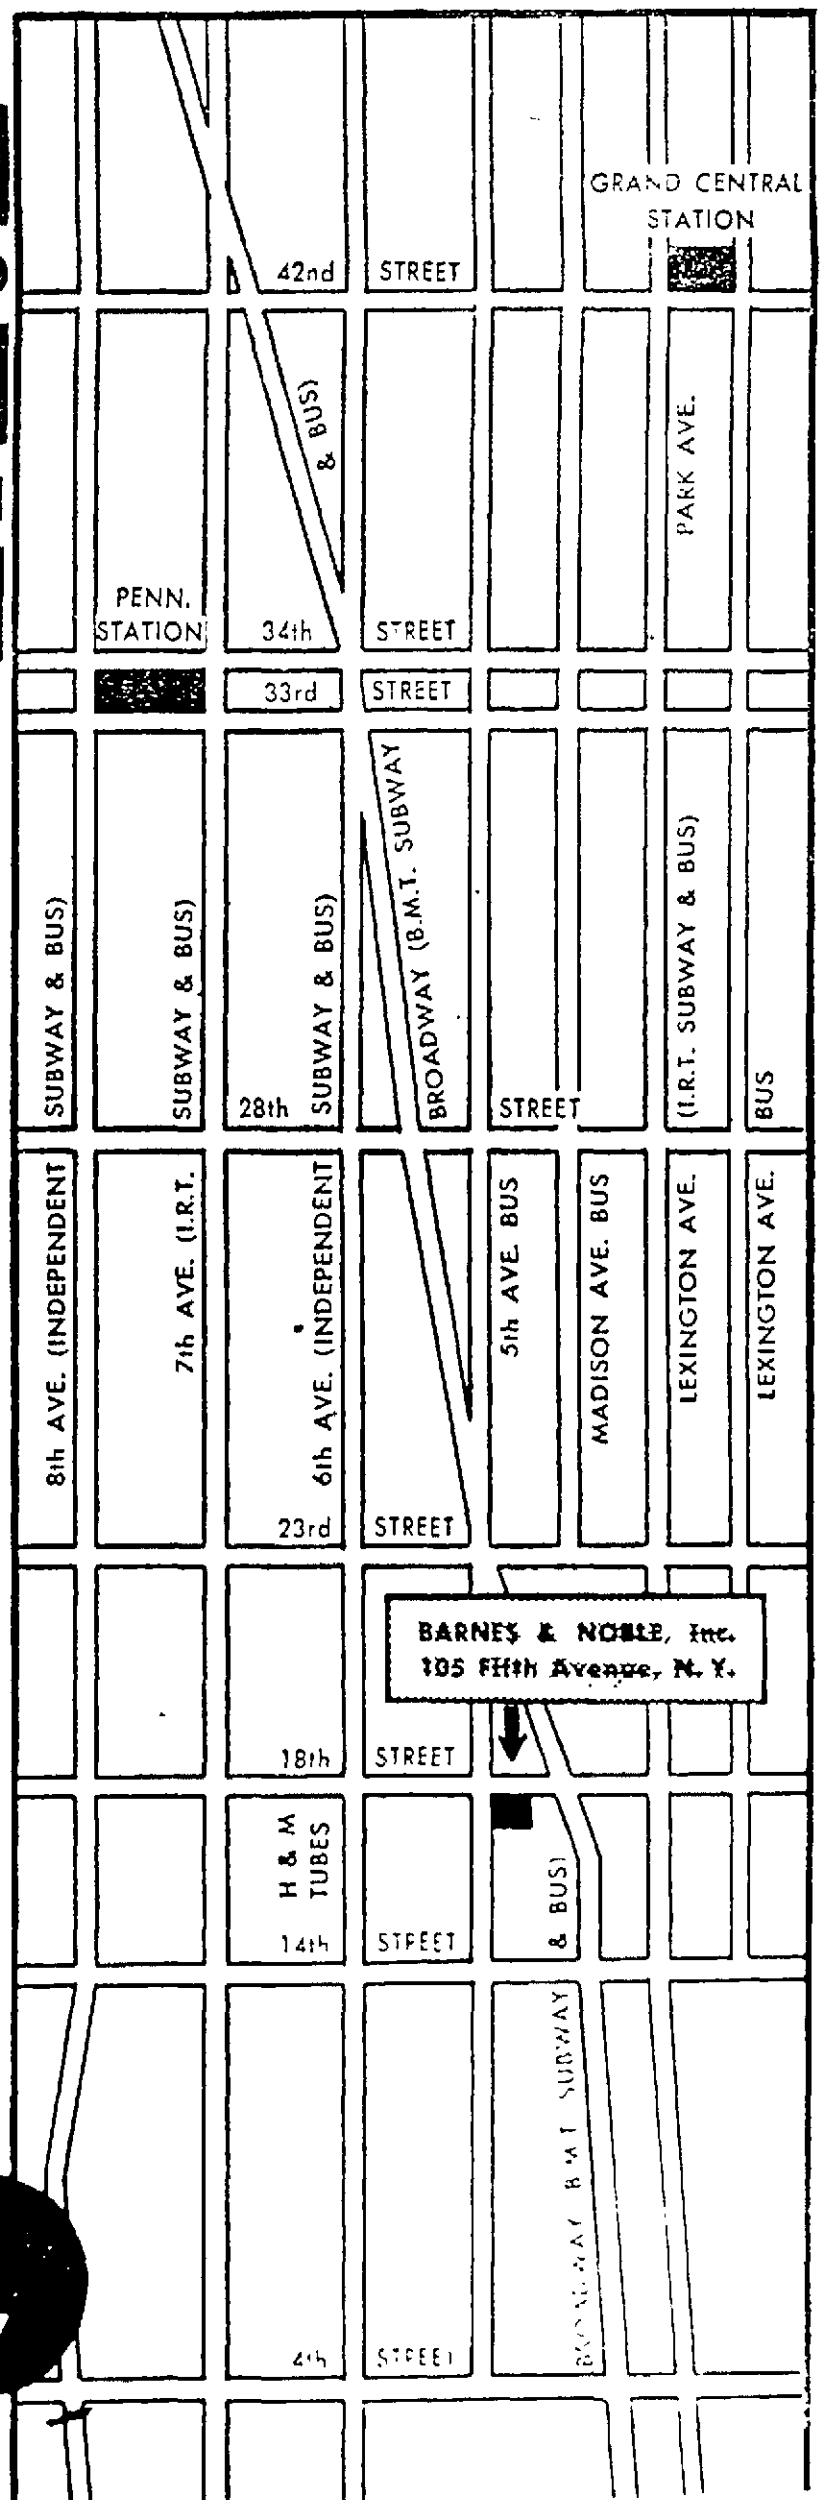 GRAND CENTRAL
STATION
42nd STREET
& BUS)
PARK AVE.
PENN.
STATION
34th STREET
33rd STREET
SUBWAY & BUS)
SUBWAY & BUS)
SUBWAY & BUS)
BROADWAY (B.M.T. SUBWAY
(I.R.T. SUBWAY & BUS)
BUS
28th STREET
8th AVE. (INDEPENDENT
7th AVE. (I.R.T.
6th AVE. (INDEPENDENT
5th AVE. BUS
MADISON AVE. BUS
LEXINGTON AVE.
LEXINGTON AVE.
23rd STREET
BARNES & NOBLE, Inc.
105 Fifth Avenue, N. Y.
18th STREET
H & M
TUBES
& BUS)
14th STREET
BROADWAY B M T SUBWAY
4th STREET